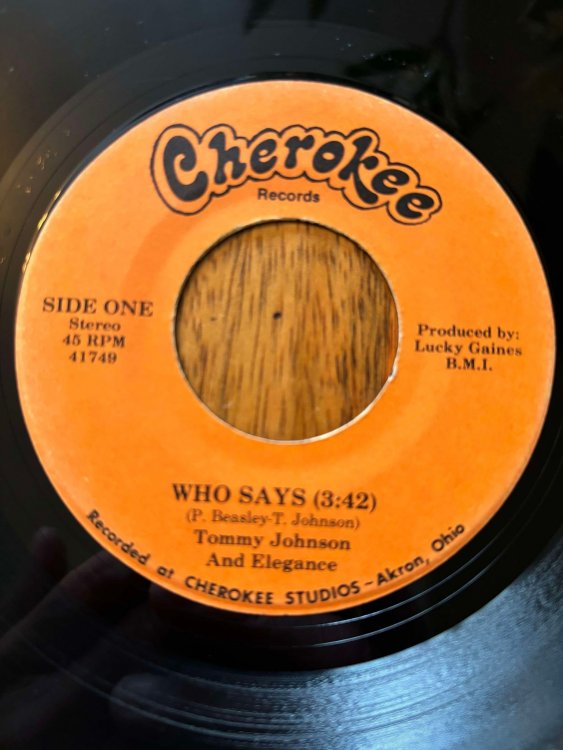 Cherokee
Records
SIDE ONE
Stereo
45 RPM
41749
Produced by:
Lucky Gaines
B.M.I.
WHO SAYS (3:42)
(P. Beasley-T. Johnson)
Tommy Johnson
And Elegance
Recorded at CHEROKEE STUDIOS - Akron, Ohio